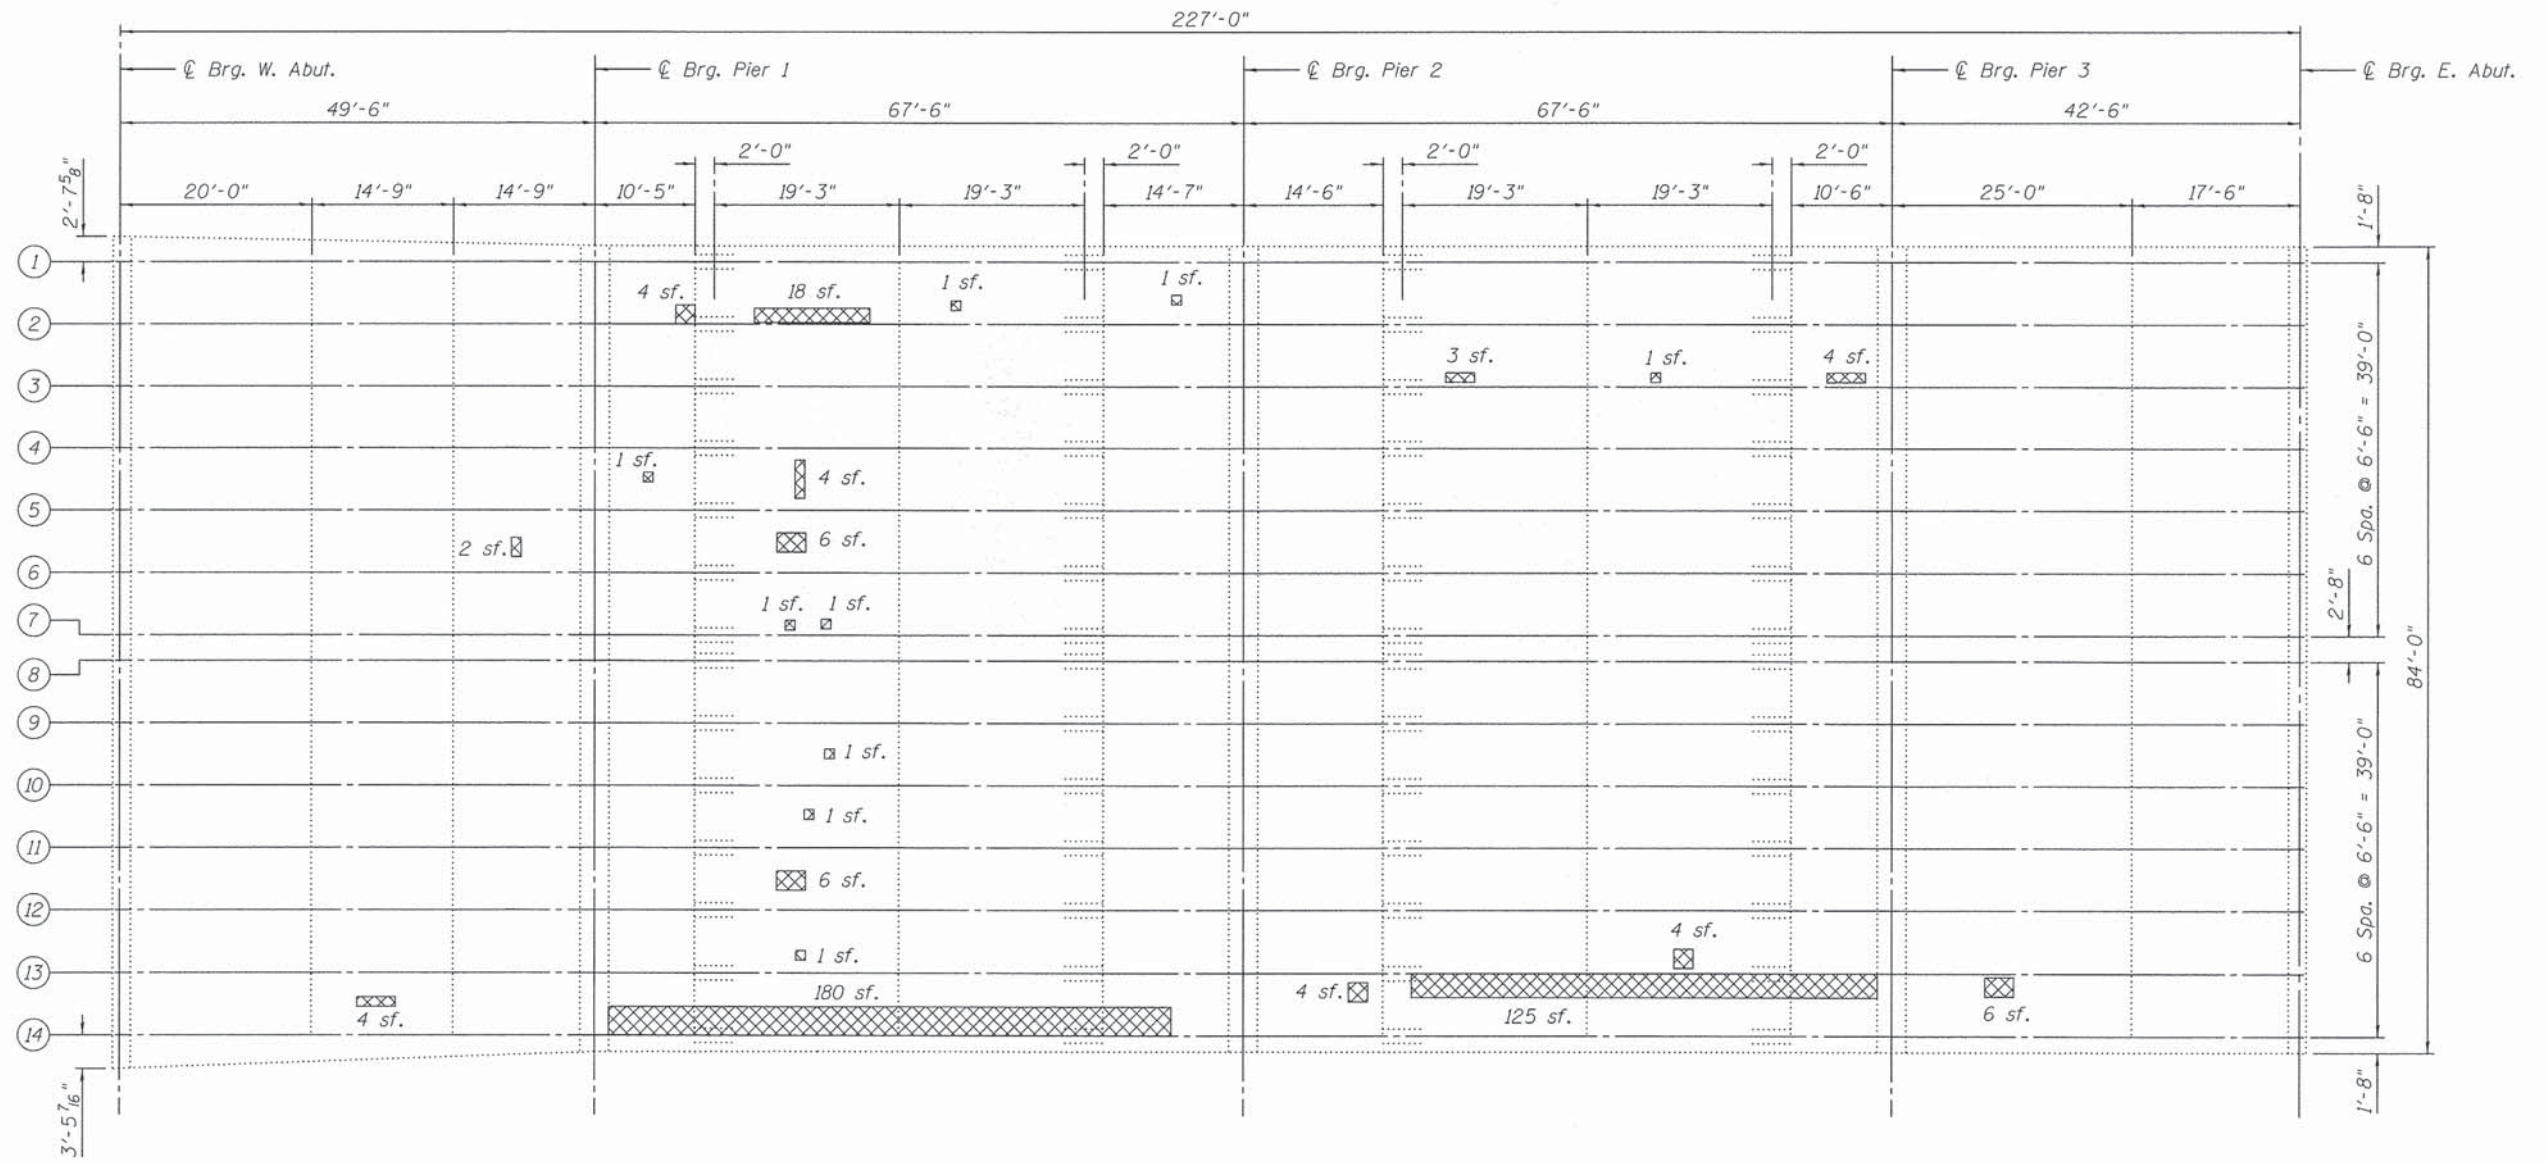 227'-0"
℄ Brg. W. Abut.
℄ Brg. Pier 1
℄ Brg. Pier 2
℄ Brg. Pier 3
℄ Brg. E. Abut.
49'-6"
67'-6"
67'-6"
42'-6"
2'-0"
2'-0"
2'-0"
2'-0"
2'-7 5/8"
20'-0"
14'-9"
14'-9"
10'-5"
19'-3"
19'-3"
14'-7"
14'-6"
19'-3"
19'-3"
10'-6"
25'-0"
17'-6"
1'-8"
1
4 sf.
18 sf.
1 sf.
1 sf.
2
3 sf.
1 sf.
4 sf.
3
6 Spa. @ 6'-6" = 39'-0"
4
1 sf.
4 sf.
5
2 sf.
6 sf.
6
1 sf.
1 sf.
7
2'-8"
84'-0"
8
9
1 sf.
10
1 sf.
11
6 sf.
6 Spa. @ 6'-6" = 39'-0"
12
4 sf.
1 sf.
13
180 sf.
4 sf.
4 sf.
125 sf.
6 sf.
14
3'-5 7/16"
1'-8"